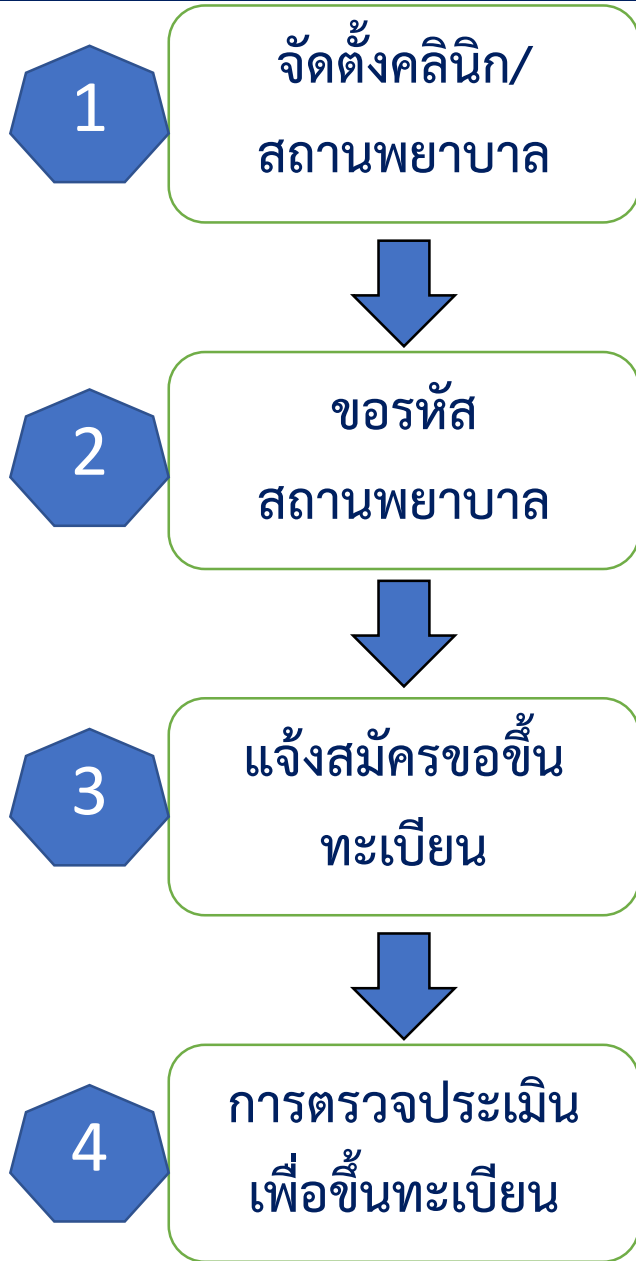 1
จัดตั้งคลินิก/
สถานพยาบาล
2
ขอรหัส
สถานพยาบาล
3
แจ้งสมัครขอขึ้น
ทะเบียน
4
การตรวจประเมิน
เพื่อขึ้นทะเบียน